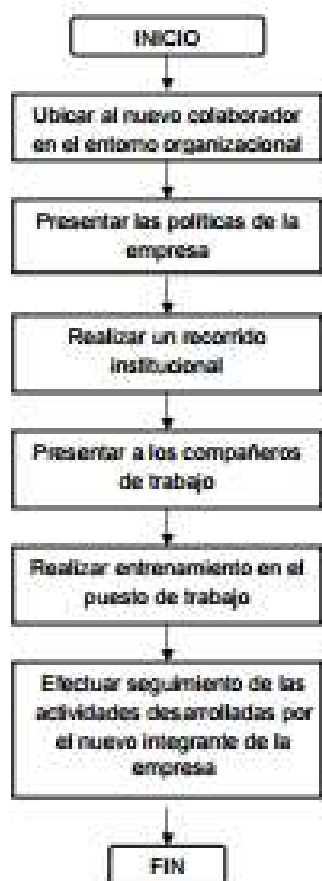 INICIO
Ubicar al nuevo colaborador
en el entorno organizacional
Presentar las políticas de la
empresa
Realizar un recorrido
institucional
Presentar a los compañeros
de trabajo
Realizar entrenamiento en el
puesto de trabajo
Efectuar seguimiento de las
actividades desarrolladas por
el nuevo integrante de la
empresa
FIN